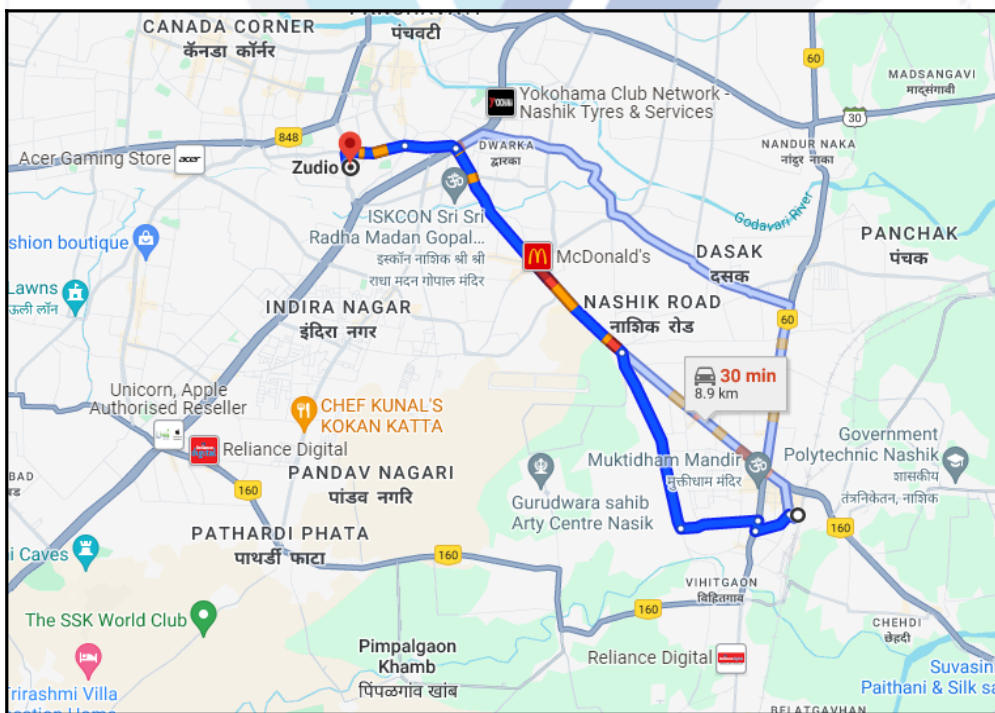 CANADA CORNER
कॅनडा कॉर्नर
पंचवटी
Yokohama Club Network -
Nashik Tyres & Services
60
MADSANGAVI
माद्सांगावी
30
848
Acer Gaming Store
acer
Zudio
DWARKA
द्वारका
NANDUR NAKA
नांदुर नाका
ISKCON Sri Sri
Radha Madan Gopal...
इस्कॉन नाशिक श्री श्री
राधा मदन गोपाल मंदिर
Godavari River
PANCHAK
पंचक
DASAK
दसक
McDonald's
shion boutique
Lawns
ऊली लॉन
INDIRA NAGAR
इंदिरा नगर
NASHIK ROAD
नाशिक रोड
60
30 min
8.9 km
Unicorn, Apple
Authorised Reseller
CHEF KUNAL'S
KOKAN KATTA
Reliance Digital
Government
Polytechnic Nashik
शासकीय
तंत्रनिकेतन, नाशिक
Muktidham Mandir
मुक्तीधाम मंदिर
PANDAV NAGARI
पांडव नगरि
160
Gurudwara sahib
Arty Centre Nasik
160
PATHARDI PHATA
पाथर्डी फाटा
160
i Caves
VIHITGAON
विहितगाव
160
The SSK World Club
CHEHDI
छेहदी
Pimpalgaon
Khamb
पिंपळगांव खांब
Reliance Digital
Suvasin
Paithani & Silk sa
Trirashmi Villa
BELATGAVHAN